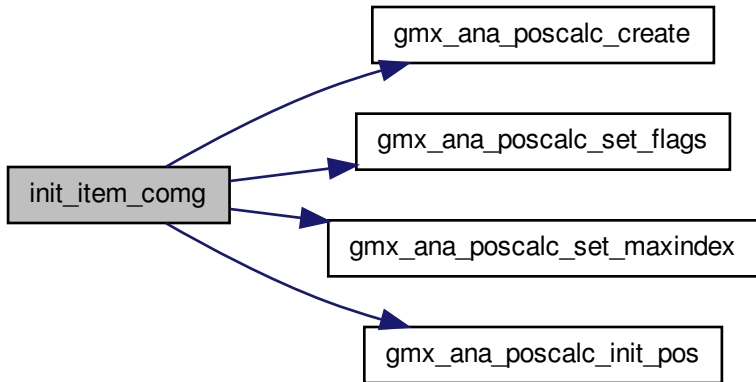 gmx_ana_poscalc_create
gmx_ana_poscalc_set_flags
init_item_comg
gmx_ana_poscalc_set_maxindex
gmx_ana_poscalc_init_pos